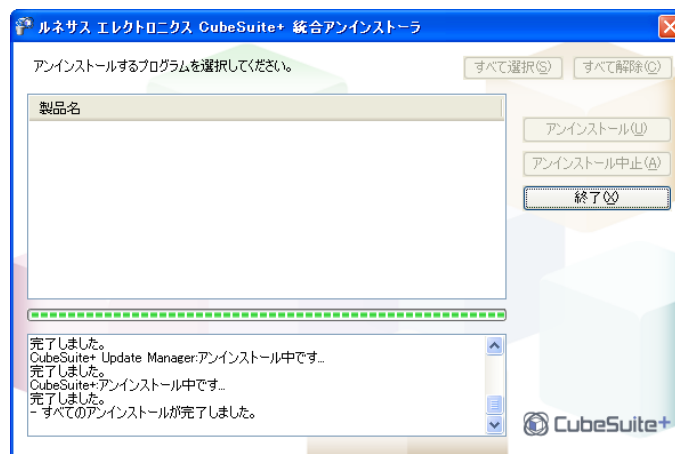 ルネサス エレクトロニクス CubeSuite+ 統合アンインストーラ
アンインストールするプログラムを選択してください。
すべて選択(S)
すべて解除(C)
製品名
アンインストール(U)
アンインストール中止(A)
終了(X)
完了しました。
CubeSuite+ Update Manager:アンインストール中です...
完了しました。
CubeSuite+:アンインストール中です...
完了しました。
- すべてのアンインストールが完了しました。
CubeSuite+